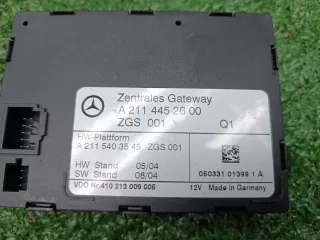 Zentrales Gateway
A 211 445 26 00
ZGS 001 Q1
HW-Plattform
A 211 540 35 45 ZGS 001
HW Stand 05/04
SW Stand 08/04
050331 01399 1 A
VDO Nr.410 213 009 005 12V Made in Germany